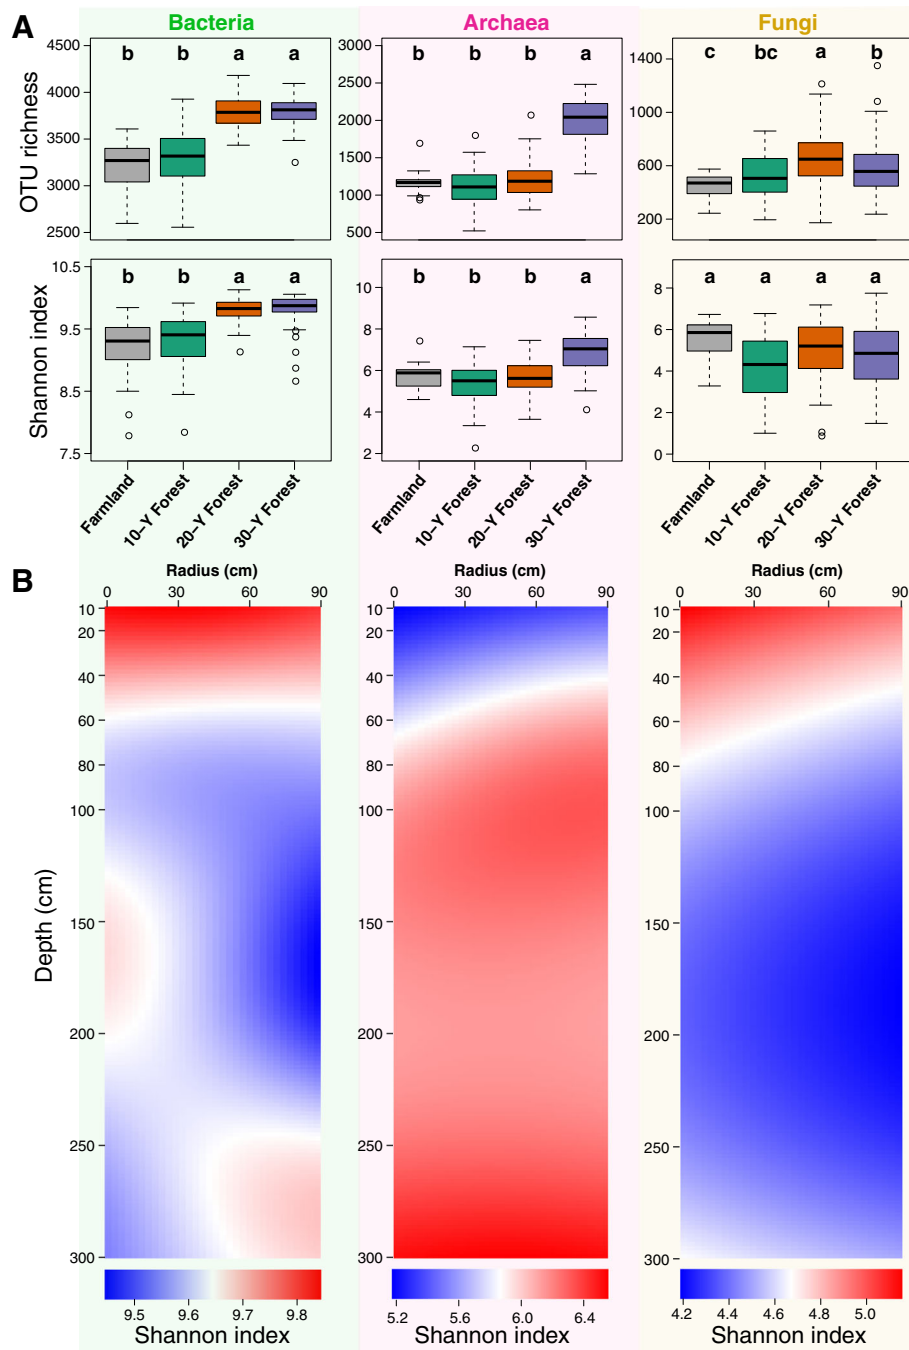 A
Bacteria
Archaea
Fungi
OTU richness
4500
4000
3500
3000
2500
b b a a
3000
2500
2000
1500
1000
500
b b b a
1400
1000
600
200
c bc a b
Shannon index
10.5
9.5
8.5
7.5
b b a a
10
8
6
4
2
b b b a
8
6
4
2
0
a a a a
Farmland 10–Y Forest 20–Y Forest 30–Y Forest
Farmland 10–Y Forest 20–Y Forest 30–Y Forest
Farmland 10–Y Forest 20–Y Forest 30–Y Forest
B
Radius (cm)
Radius (cm)
Radius (cm)
0 30 60 90
0 30 60 90
0 30 60 90
Depth (cm)
10
20
40
60
80
100
150
200
250
300
10
20
40
60
80
100
150
200
250
300
10
20
40
60
80
100
150
200
250
300
9.5 9.6 9.7 9.8
5.2 5.6 6.0 6.4
4.2 4.4 4.6 4.8 5.0
Shannon index
Shannon index
Shannon index